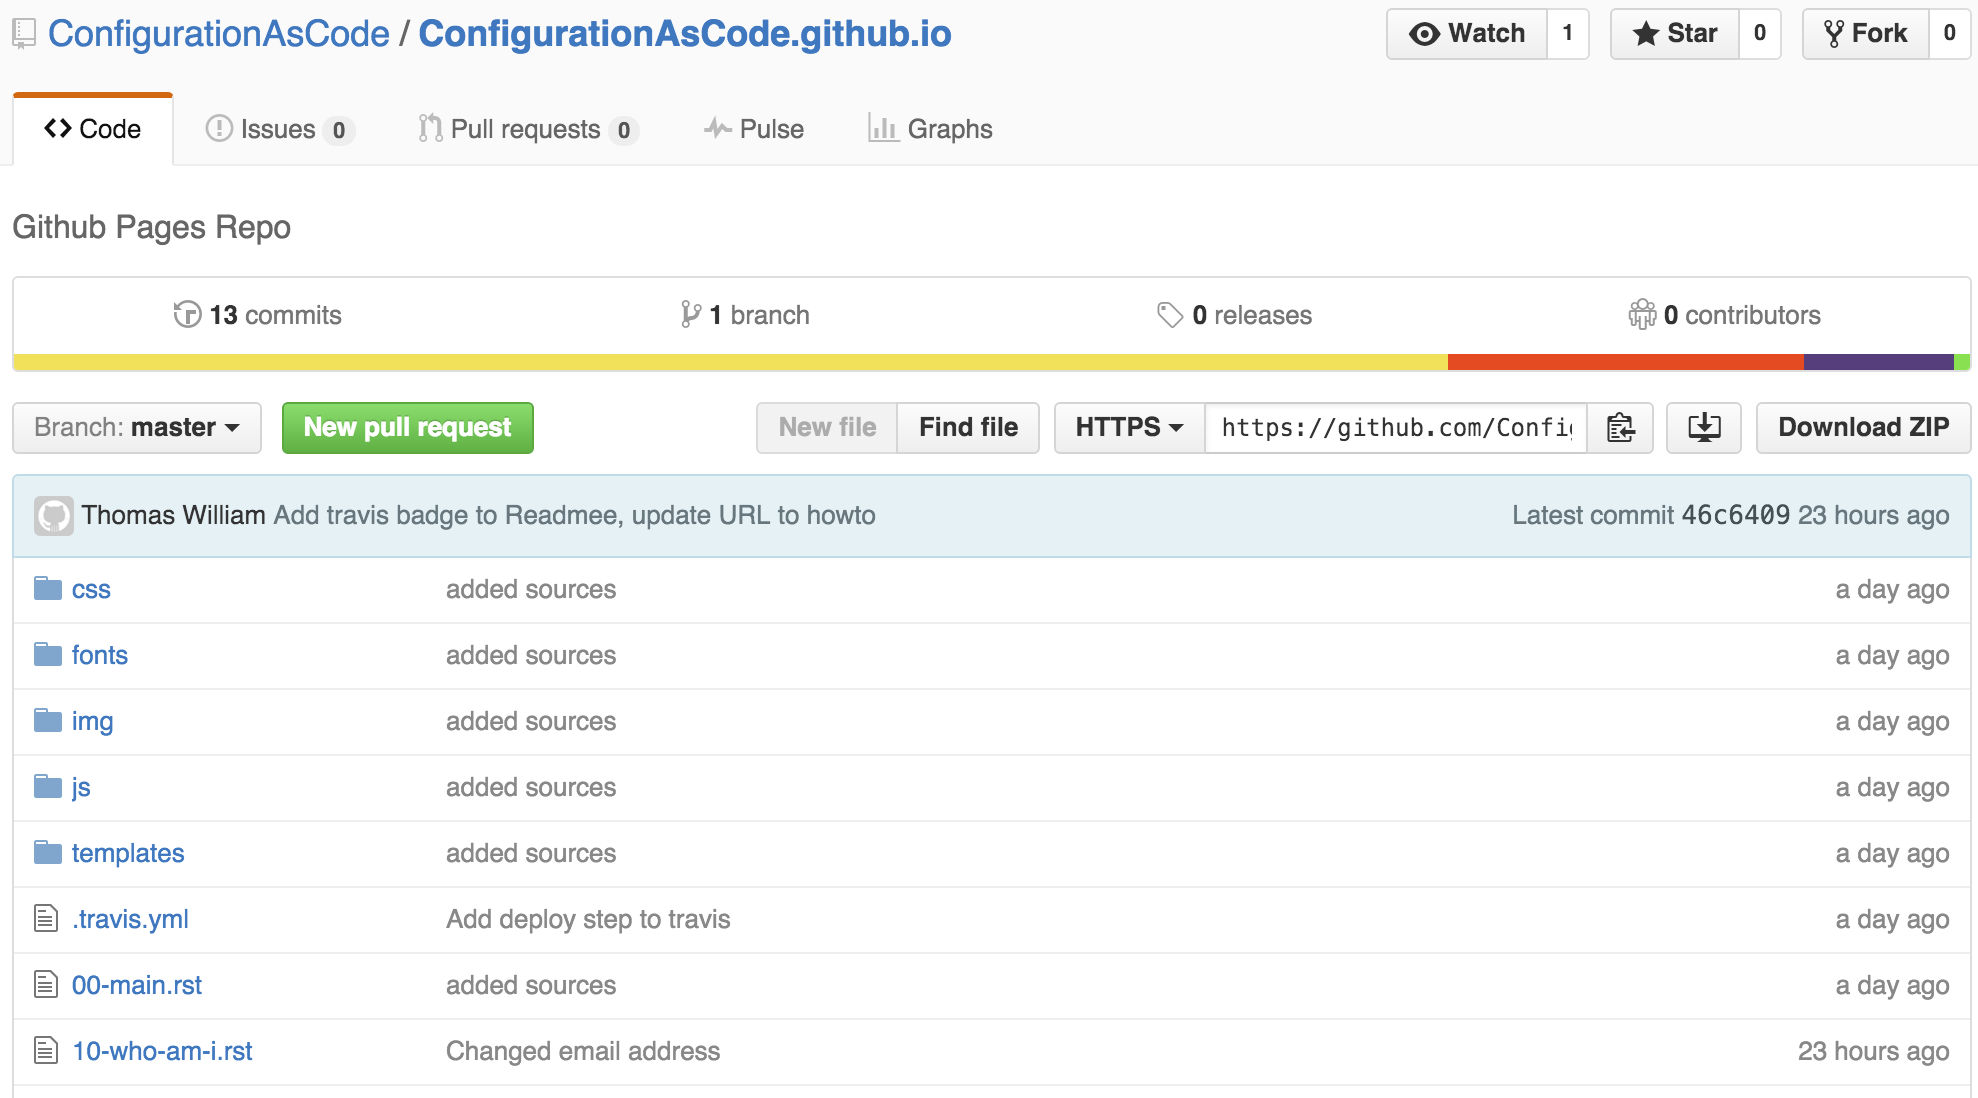 ConfigurationAsCode / ConfigurationAsCode.github.io Watch 1 Star 0 Fork 0
Code Issues 0 Pull requests 0 Pulse Graphs
Github Pages Repo
13 commits 1 branch 0 releases 0 contributors
Branch: master New pull request New file Find file HTTPS https://github.com/Config Download ZIP
Thomas William Add travis badge to Readmee, update URL to howto Latest commit 46c6409 23 hours ago
css added sources a day ago
fonts added sources a day ago
img added sources a day ago
js added sources a day ago
templates added sources a day ago
.travis.yml Add deploy step to travis a day ago
00-main.rst added sources a day ago
10-who-am-i.rst Changed email address 23 hours ago